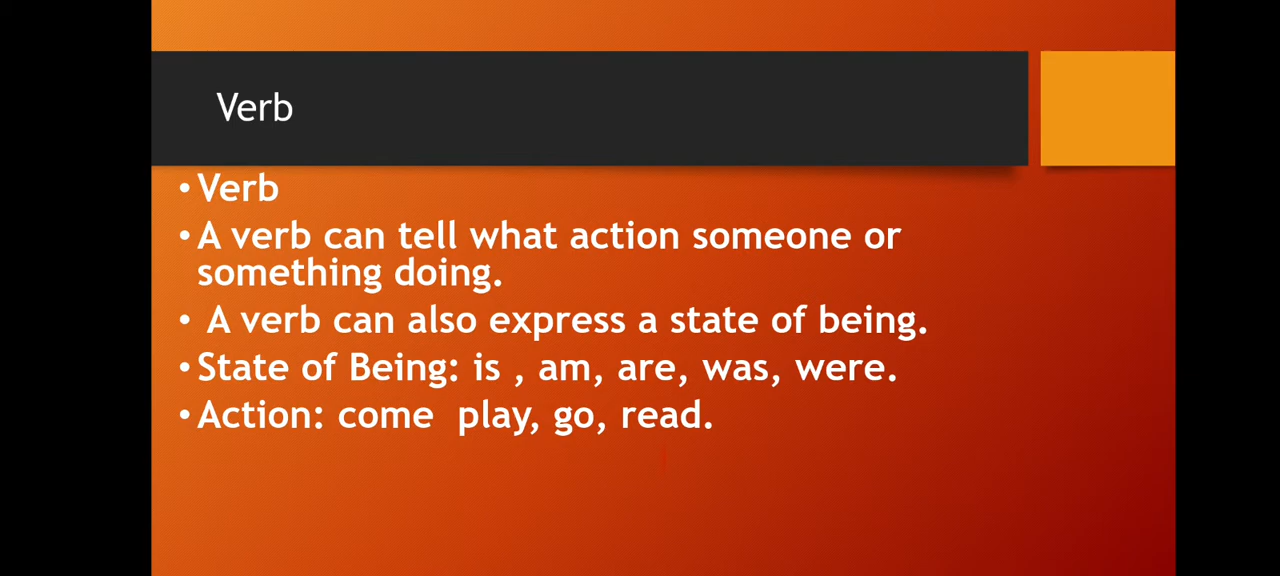 Verb
• Verb
• A verb can tell what action someone or
something doing.
• A verb can also express a state of being.
• State of Being: is , am, are, was, were.
• Action: come  play, go, read.